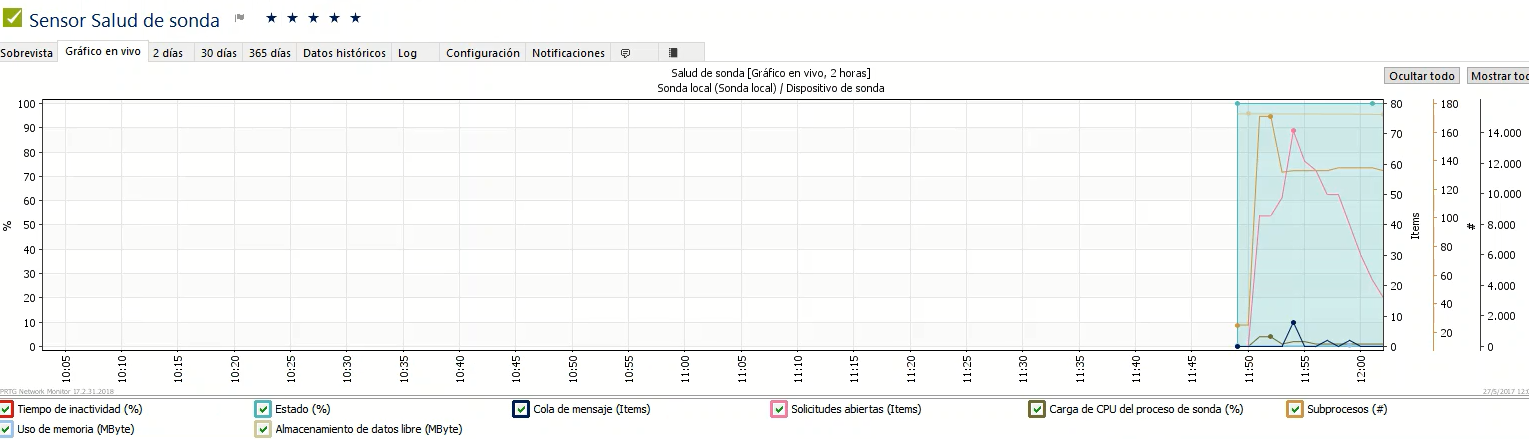 Sensor Salud de sonda
Sobrevista Gráfico en vivo 2 días 30 días 365 días Datos históricos Log Configuración Notificaciones
Salud de sonda [Gráfico en vivo, 2 horas]
Sonda local (Sonda local) / Dispositivo de sonda
Ocultar todo Mostrar tod
100 80 180
90 70 160 14.000
80 60 140 12.000
70 120 10.000
60 50
50 40 100 8.000
40 30 80 6.000
30 20 60 4.000
20 40 2.000
10 10 20
0 0 0
% Items #
10:05 10:10 10:15 10:20 10:25 10:30 10:35 10:40 10:45 10:50 10:55 11:00 11:05 11:10 11:15 11:20 11:25 11:30 11:35 11:40 11:45 11:50 11:55 12:00
PRTG Network Monitor 17.2.31.2018 27/5/2017 12:0
Tiempo de inactividad (%) Estado (%) Cola de mensaje (Items) Solicitudes abiertas (Items) Carga de CPU del proceso de sonda (%) Subprocesos (#)
Uso de memoria (MByte) Almacenamiento de datos libre (MByte)